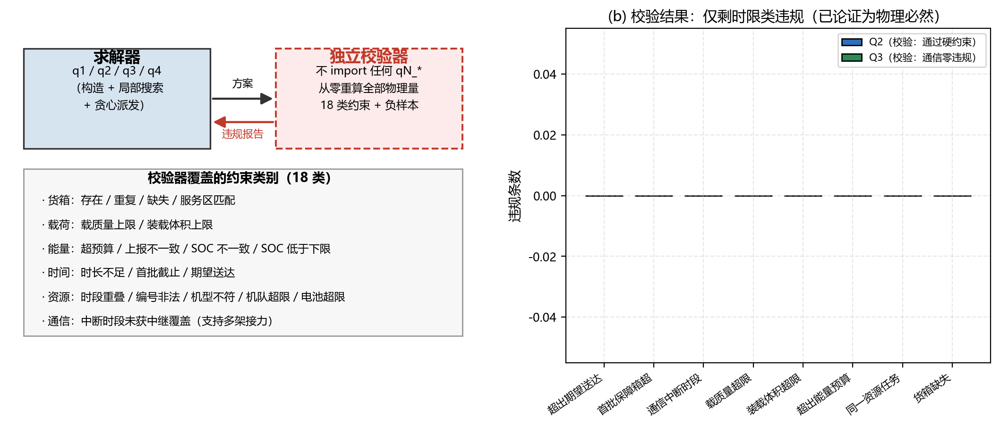 求解器
q1 / q2 / q3 / q4
（构造 + 局部搜索
+ 贪心派发）
方案
违规报告
独立校验器
不 import 任何 qN_*
从零重算全部物理量
18 类约束 + 负样本
校验器覆盖的约束类别（18 类）
· 货箱：存在 / 重复 / 缺失 / 服务区匹配
· 载荷：载质量上限 / 装载体积上限
· 能量：超预算 / 上报不一致 / SOC 不一致 / SOC 低于下限
· 时间：时长不足 / 首批截止 / 期望送达
· 资源：时段重叠 / 编号非法 / 机型不符 / 机队超限 / 电池超限
· 通信：中断时段未获中继覆盖（支持多架接力）
(b) 校验结果：仅剩时限类违规（已论证为物理必然）
Q2（校验：通过硬约束）
Q3（校验：通信零违规）
违规条数
0.04
0.02
0.00
-0.02
-0.04
超出期望送达
首批保障箱超
通信中断时段
载质量超限
装载体积超限
超出能量预算
同一资源任务
货箱缺失